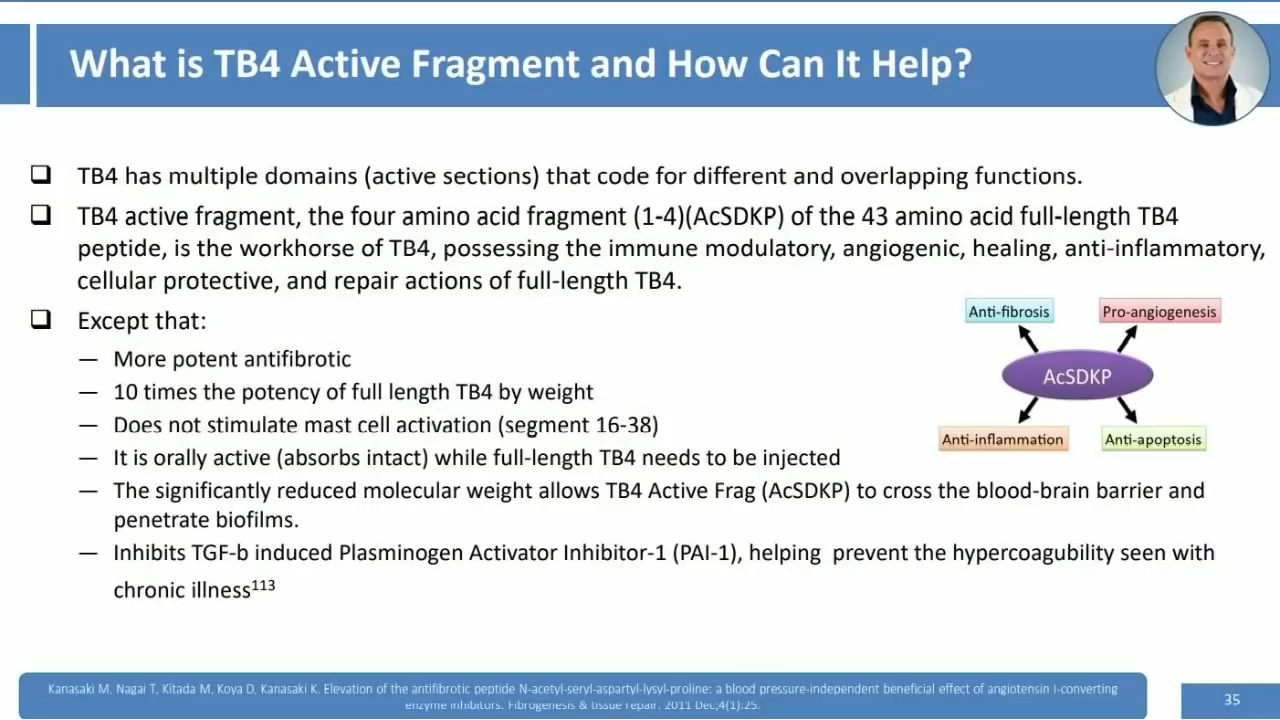 What is TB4 Active Fragment and How Can It Help?
❑ TB4 has multiple domains (active sections) that code for different and overlapping functions.
❑ TB4 active fragment, the four amino acid fragment (1-4)(AcSDKP) of the 43 amino acid full-length TB4
peptide, is the workhorse of TB4, possessing the immune modulatory, angiogenic, healing, anti-inflammatory,
cellular protective, and repair actions of full-length TB4.
❑ Except that:
— More potent antifibrotic
— 10 times the potency of full length TB4 by weight
— Does not stimulate mast cell activation (segment 16-38)
— It is orally active (absorbs intact) while full-length TB4 needs to be injected
— The significantly reduced molecular weight allows TB4 Active Frag (AcSDKP) to cross the blood-brain barrier and
penetrate biofilms.
— Inhibits TGF-b induced Plasminogen Activator Inhibitor-1 (PAI-1), helping prevent the hypercoagubility seen with
chronic illness¹¹³
Anti-fibrosis
Pro-angiogenesis
AcSDKP
Anti-inflammation
Anti-apoptosis
Kanasaki M, Nagai T, Kitada M, Koya D, Kanasaki K. Elevation of the antifibrotic peptide N-acetyl-seryl-aspartyl-lysyl-proline: a blood pressure-independent beneficial effect of angiotensin I-converting
enzyme inhibitors. Fibrogenesis & tissue repair. 2011 Dec;4(1):25.
35